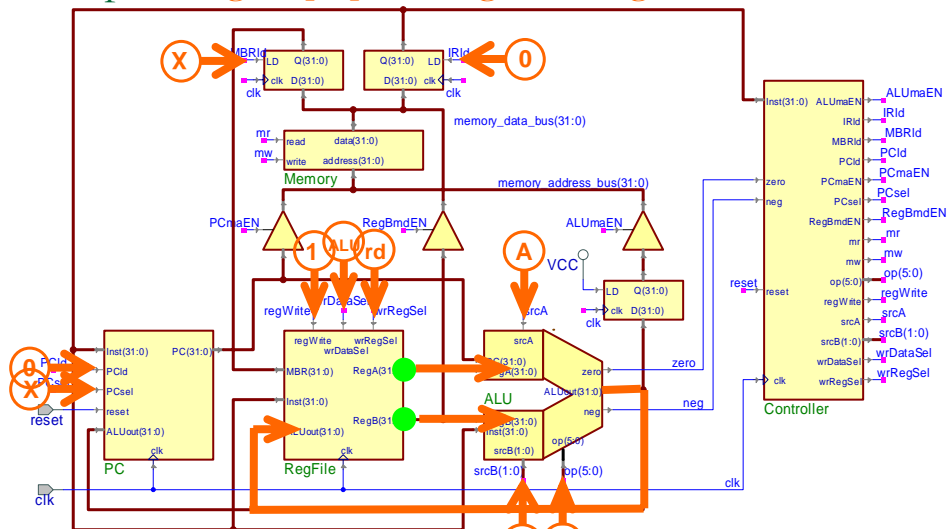 MBRld
LD
Q(31:0)
D(31:0)
clk
clk
X
IRld
LD
Q(31:0)
D(31:0)
clk
clk
0
memory_data_bus(31:0)
mr
mw
read
write
data(31:0)
address(31:0)
Memory
memory_address_bus(31:0)
PCmaEN
RegBmdEN
ALUmaEN
VCC
LD
Q(31:0)
D(31:0)
clk
1
ALU
rd
A
regWrite
wrDataSel
wrRegSel
srcA
regWrite
wrDataSel
wrRegSel
MBR(31:0)
Inst(31:0)
ALUout(31:0)
RegA(31:0)
RegB(31:0)
clk
RegFile
0
X
PCld
PCsel
reset
Inst(31:0)
PCld
PCsel
reset
ALUout(31:0)
PC(31:0)
clk
PC
clk
srcA
PC(31:0)
RegA(31:0)
ALU
RegB(31:0)
Inst(31:0)
srcB(1:0)
zero
ALUout(31:0)
neg
op(5:0)
srcB(1:0)
op(5:0)
zero
neg
clk
reset
Inst(31:0)
zero
neg
reset
clk
ALUmaEN
IRld
MBRld
PCld
PCmaEN
PCsel
RegBmdEN
mr
mw
op(5:0)
regWrite
srcA
srcB(1:0)
wrDataSel
wrRegSel
ALUmaEN
IRld
MBRld
PCld
PCmaEN
PCsel
RegBmdEN
mr
mw
op(5:0)
regWrite
srcA
srcB(1:0)
wrDataSel
wrRegSel
Controller